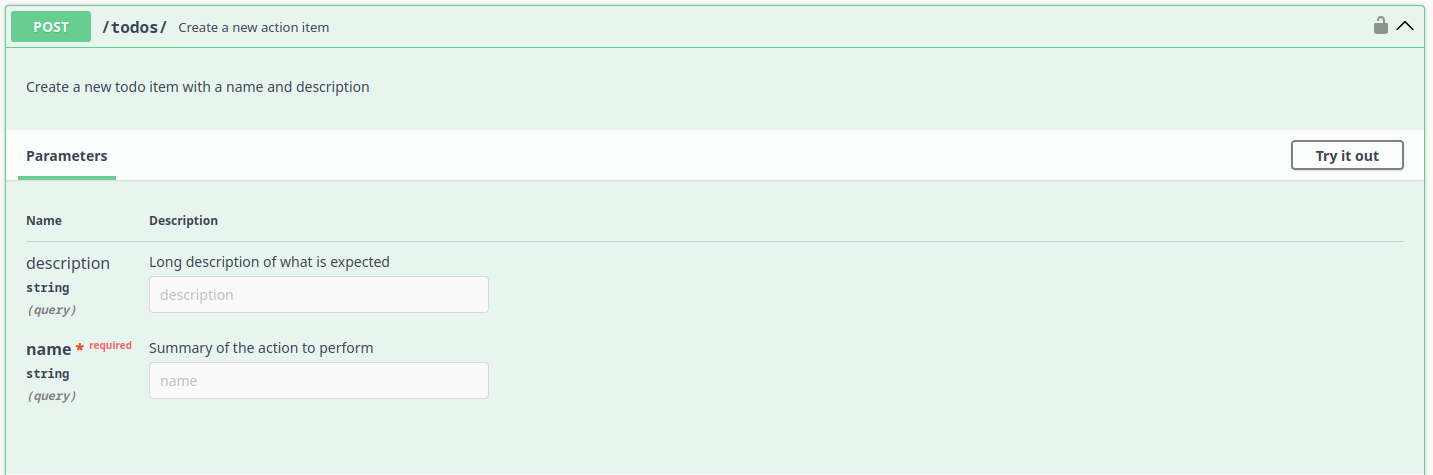 POST /todos/ Create a new action item
Create a new todo item with a name and description
Parameters
Try it out
Name Description
description Long description of what is expected
string
description
(query)
name * required Summary of the action to perform
string
name
(query)